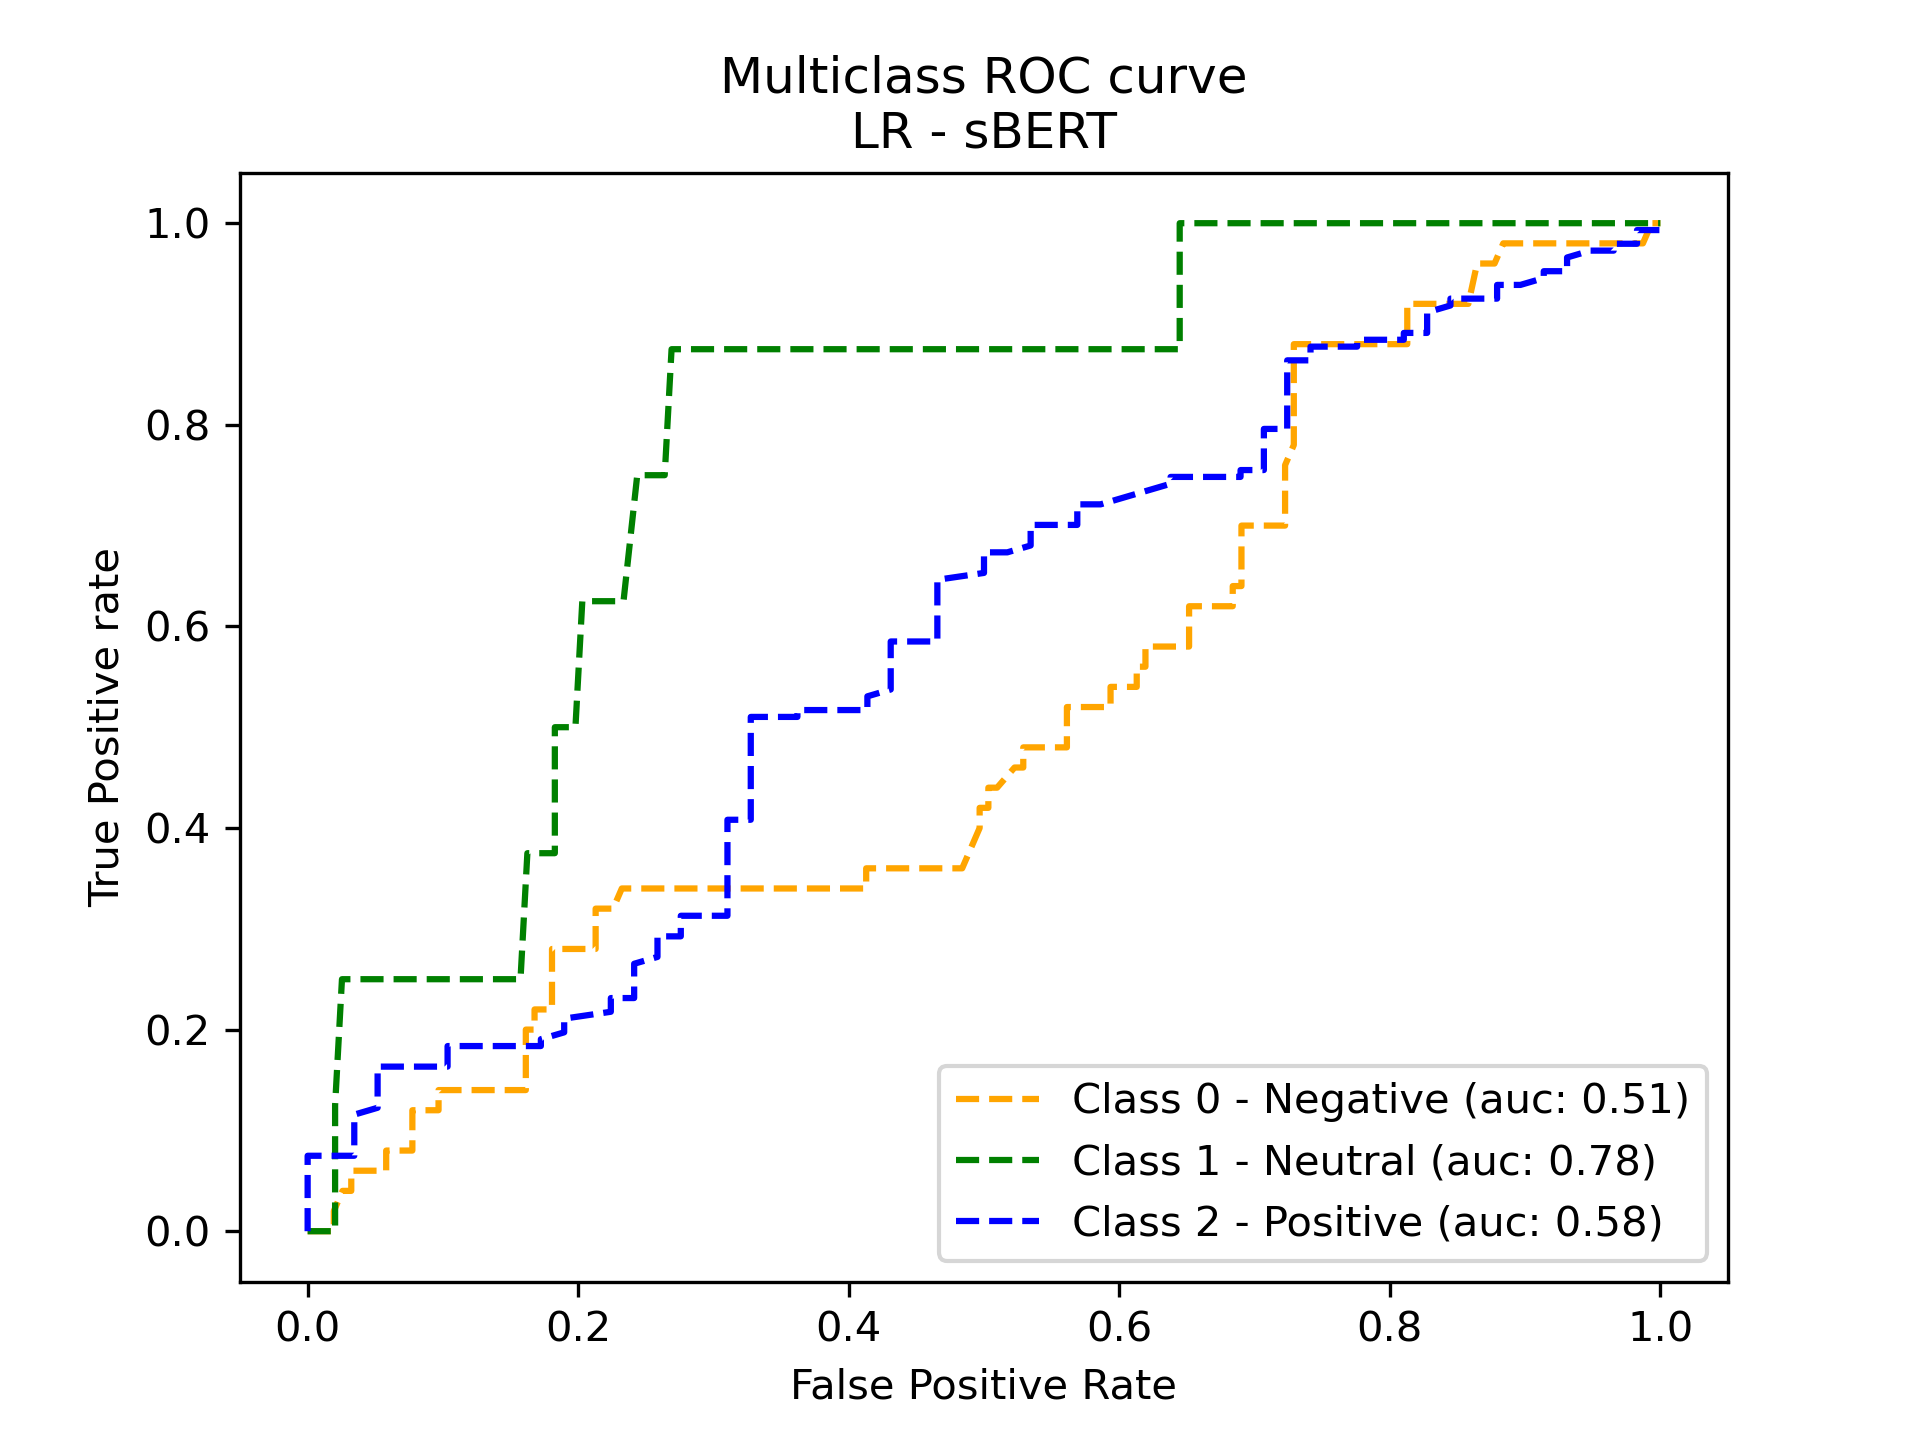 Multiclass ROC curve
LR - sBERT
True Positive rate
1.0
0.8
0.6
0.4
0.2
0.0
Class 0 - Negative (auc: 0.51)
Class 1 - Neutral (auc: 0.78)
Class 2 - Positive (auc: 0.58)
0.0 0.2 0.4 0.6 0.8 1.0
False Positive Rate